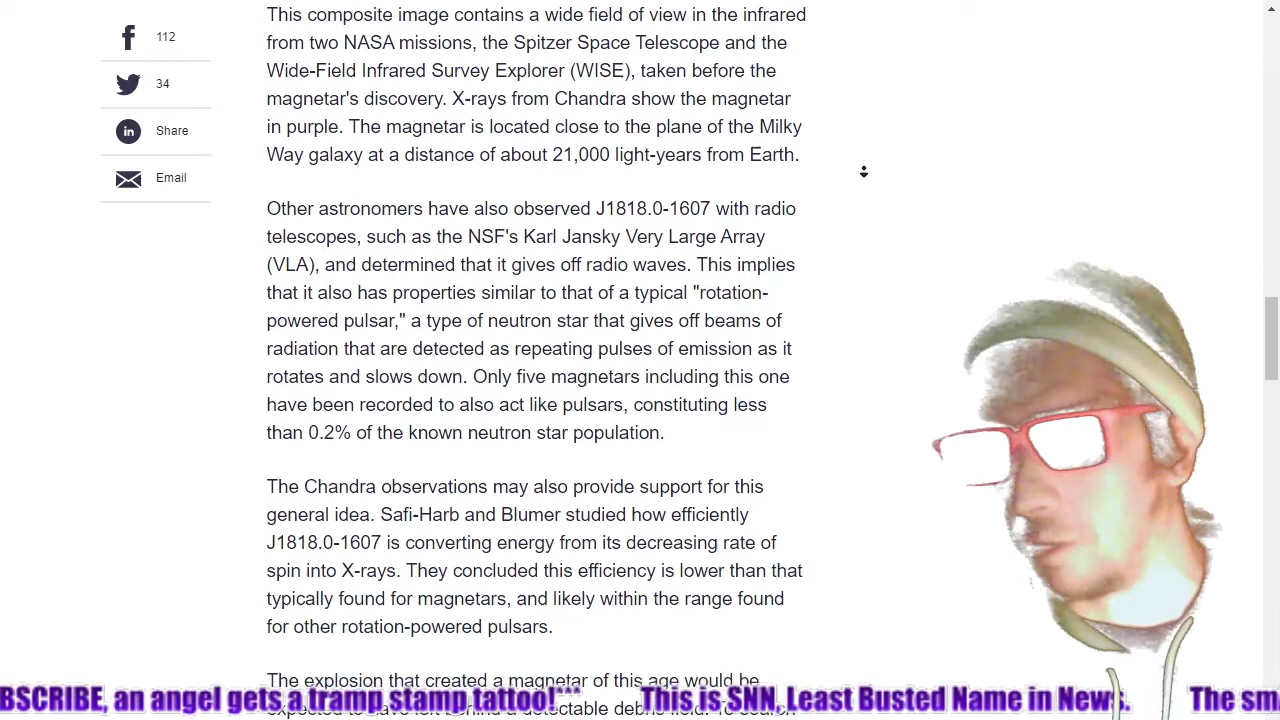 112
34
Share
Email
This composite image contains a wide field of view in the infrared
from two NASA missions, the Spitzer Space Telescope and the
Wide-Field Infrared Survey Explorer (WISE), taken before the
magnetar's discovery. X-rays from Chandra show the magnetar
in purple. The magnetar is located close to the plane of the Milky
Way galaxy at a distance of about 21,000 light-years from Earth.
Other astronomers have also observed J1818.0-1607 with radio
telescopes, such as the NSF's Karl Jansky Very Large Array
(VLA), and determined that it gives off radio waves. This implies
that it also has properties similar to that of a typical "rotation-
powered pulsar," a type of neutron star that gives off beams of
radiation that are detected as repeating pulses of emission as it
rotates and slows down. Only five magnetars including this one
have been recorded to also act like pulsars, constituting less
than 0.2% of the known neutron star population.
The Chandra observations may also provide support for this
general idea. Safi-Harb and Blumer studied how efficiently
J1818.0-1607 is converting energy from its decreasing rate of
spin into X-rays. They concluded this efficiency is lower than that
typically found for magnetars, and likely within the range found
for other rotation-powered pulsars.
The explosion that created a magnetar of this age would be
expected to have left behind a detectable debris field. To search
BSCRIBE, an angel gets a tramp stamp tattoo!*** This is SNN. Least Busted Name in News. The sm